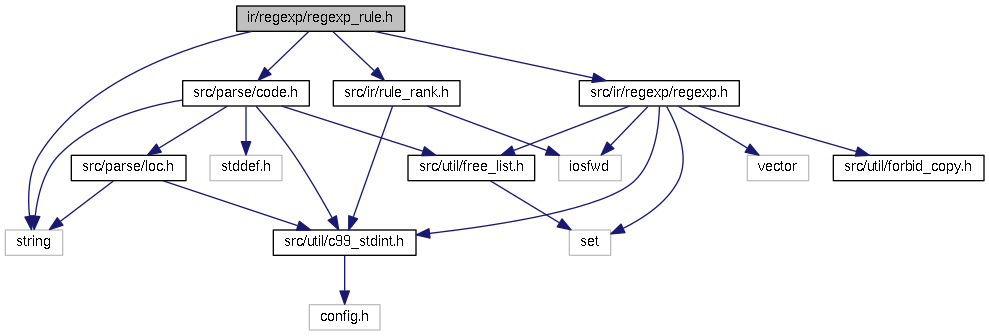 ir/regexp/regexp_rule.h
src/parse/code.h
src/ir/rule_rank.h
src/ir/regexp/regexp.h
src/parse/loc.h
stddef.h
src/util/free_list.h
iosfwd
vector
src/util/forbid_copy.h
string
src/util/c99_stdint.h
set
config.h